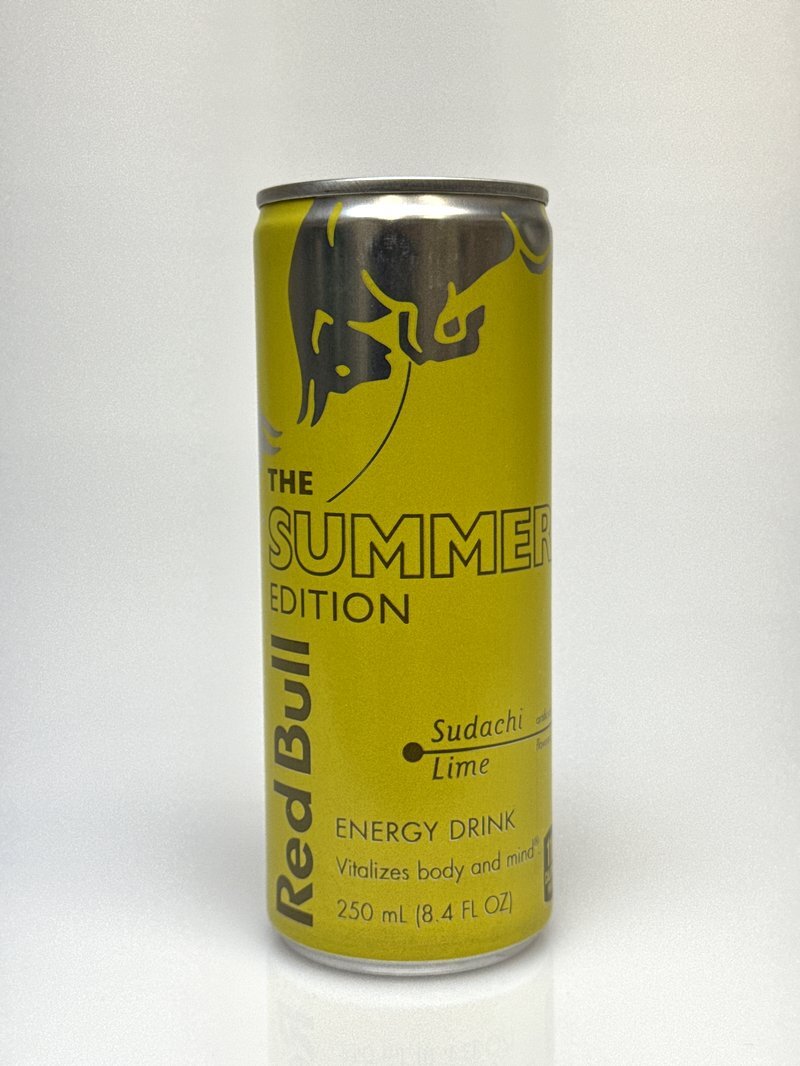 THE
SUMMER
EDITION
Red Bull
Sudachi
Lime
ENERGY DRINK
Vitalizes body and mind®.
250 mL (8.4 FL OZ)